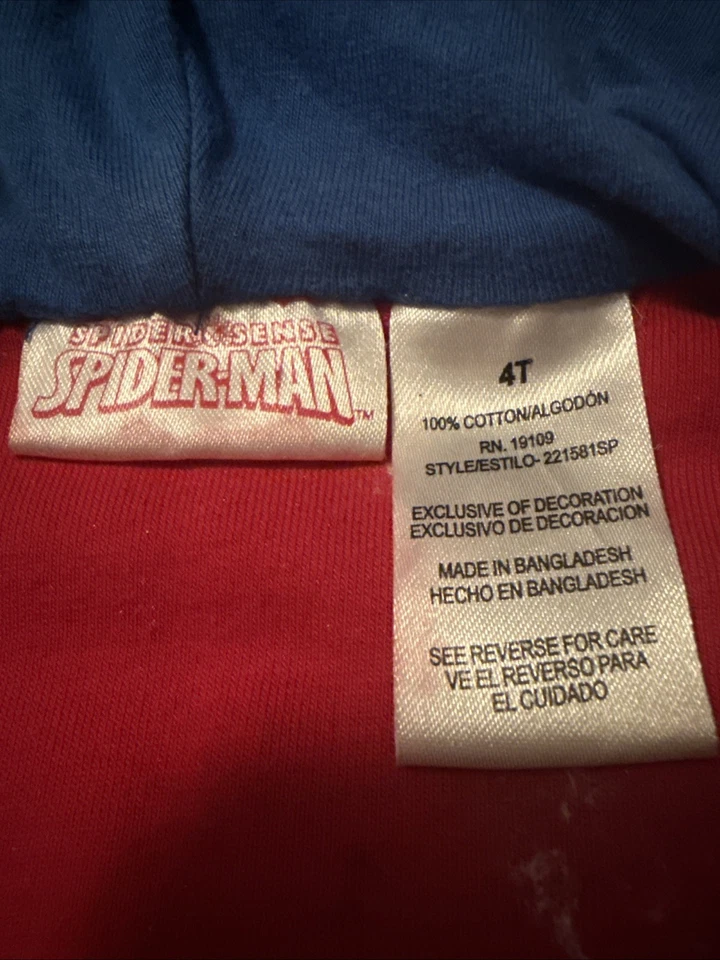 SPIDER SENSE
SPIDER-MAN™
4T
100% COTTON/ALGODÓN
RN. 19109
STYLE/ESTILO- 221581SP
EXCLUSIVE OF DECORATION
EXCLUSIVO DE DECORACION
MADE IN BANGLADESH
HECHO EN BANGLADESH
SEE REVERSE FOR CARE
VE EL REVERSO PARA
EL CUIDADO